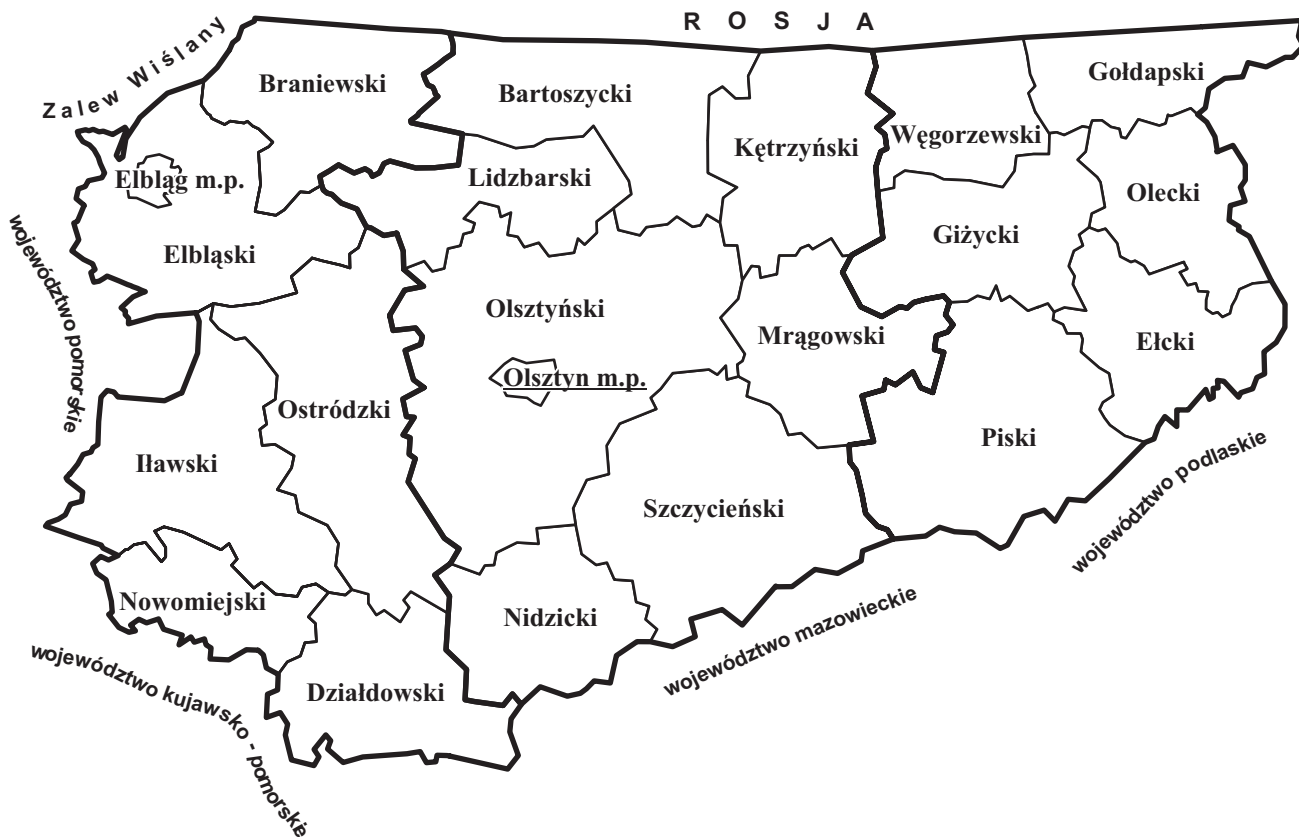 R O S J A
Zalew Wiślany
Braniewski
Bartoszycki
Gołdapski
Kętrzyński
Węgorzewski
Elbląg m.p.
Lidzbarski
Olecki
Elbląski
Giżycki
województwo pomorskie
Olsztyński
Mrągowski
Ełcki
Olsztyn m.p.
Ostródzki
Piski
Iławski
Szczycieński
województwo podlaskie
Nowomiejski
Nidzicki
województwo mazowieckie
Działdowski
województwo kujawsko - pomorskie